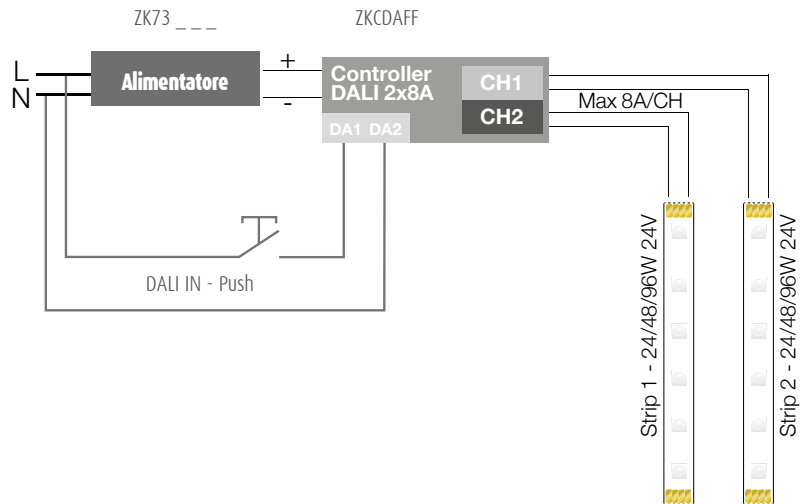 ZK73 _ _ _
ZKCDAFF
L
N
Alimentatore
+
-
Controller
DALI 2x8A
CH1
CH2
DA1 DA2
Max 8A/CH
DALI IN - Push
Strip 1 - 24/48/96W 24V
Strip 2 - 24/48/96W 24V